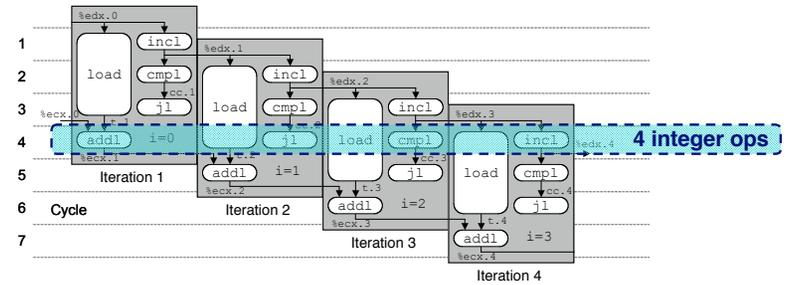 %edx.0
1
incl
%edx.1
load
2
cmpl
incl
%edx.2
cc.1
load
3
jl
cmpl
incl
%edx.3
%ecx.0
t.1
load
4
addl
i=0
jl
cmpl
incl
%edx.4
4 integer ops
%ecx.1
t.2
cc.3
load
5
addl
i=1
jl
cmpl
Iteration 1
%ecx.2
t.3
cc.4
6
Cycle
Iteration 2
addl
i=2
jl
%ecx.3
t.4
7
Iteration 3
addl
i=3
%ecx.4
Iteration 4